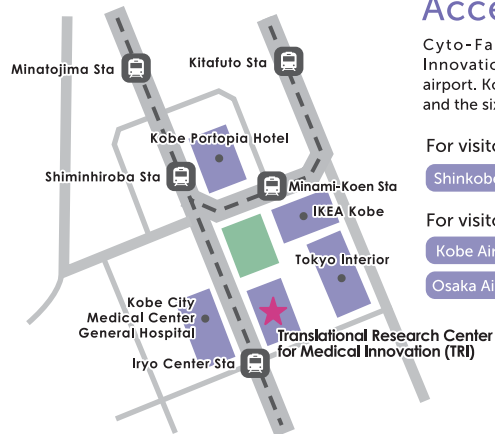 Acce
Cyto-Fa
Innovatio
airport. Ko
and the six
For visito
Shinkobe
For visito
Kobe Air
Osaka Ai
Minatojima Sta
Kitafuto Sta
Kobe Portopia Hotel
Shiminhiroba Sta
Minami-Koen Sta
IKEA Kobe
Tokyo Interior
Kobe City
Medical Center
General Hospital
Translational Research Center
for Medical Innovation (TRI)
Iryo Center Sta